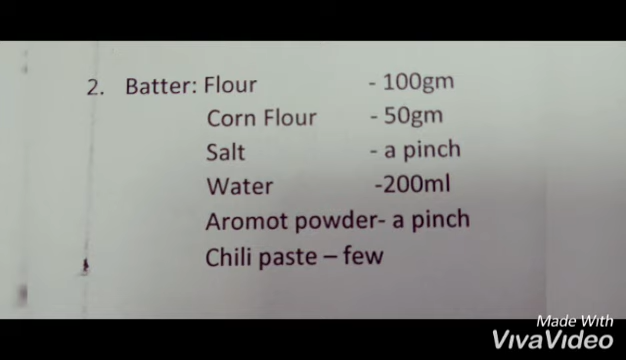 2. Batter: Flour - 100gm
Corn Flour - 50gm
Salt - a pinch
Water -200ml
Aromot powder- a pinch
Chili paste – few
Made With
VivaVideo